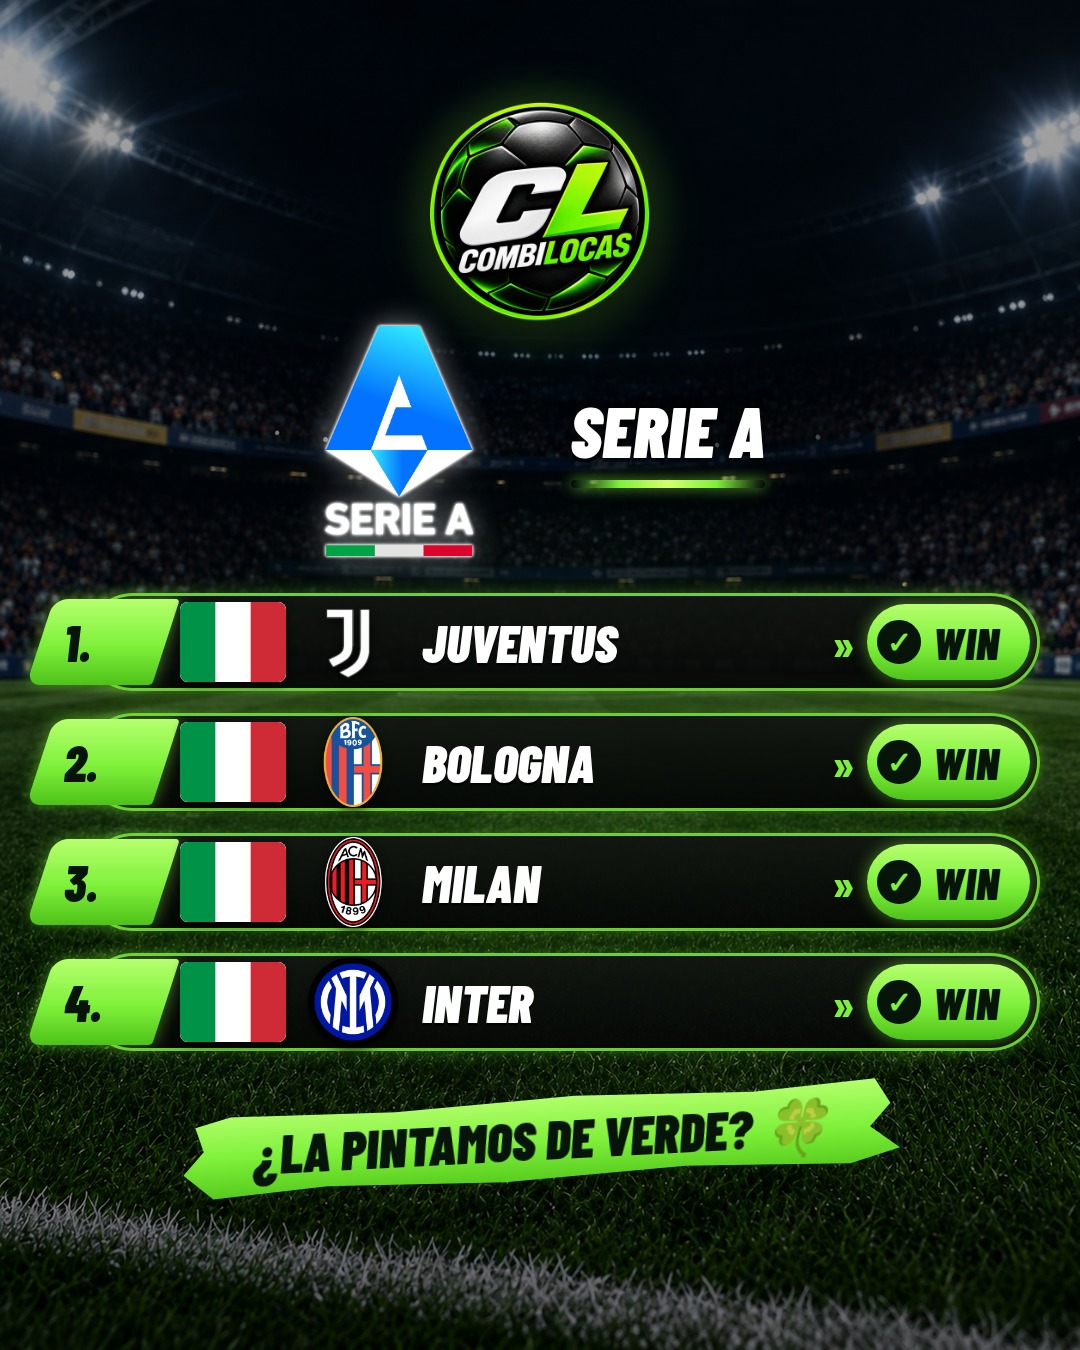 CL
COMBILOCAS
SERIE A
SERIE A
1. JUVENTUS » ✓ WIN
2. BFC 1909 BOLOGNA » ✓ WIN
3. ACM 1899 MILAN » ✓ WIN
4. INTER » ✓ WIN
¿LA PINTAMOS DE VERDE? 🍀